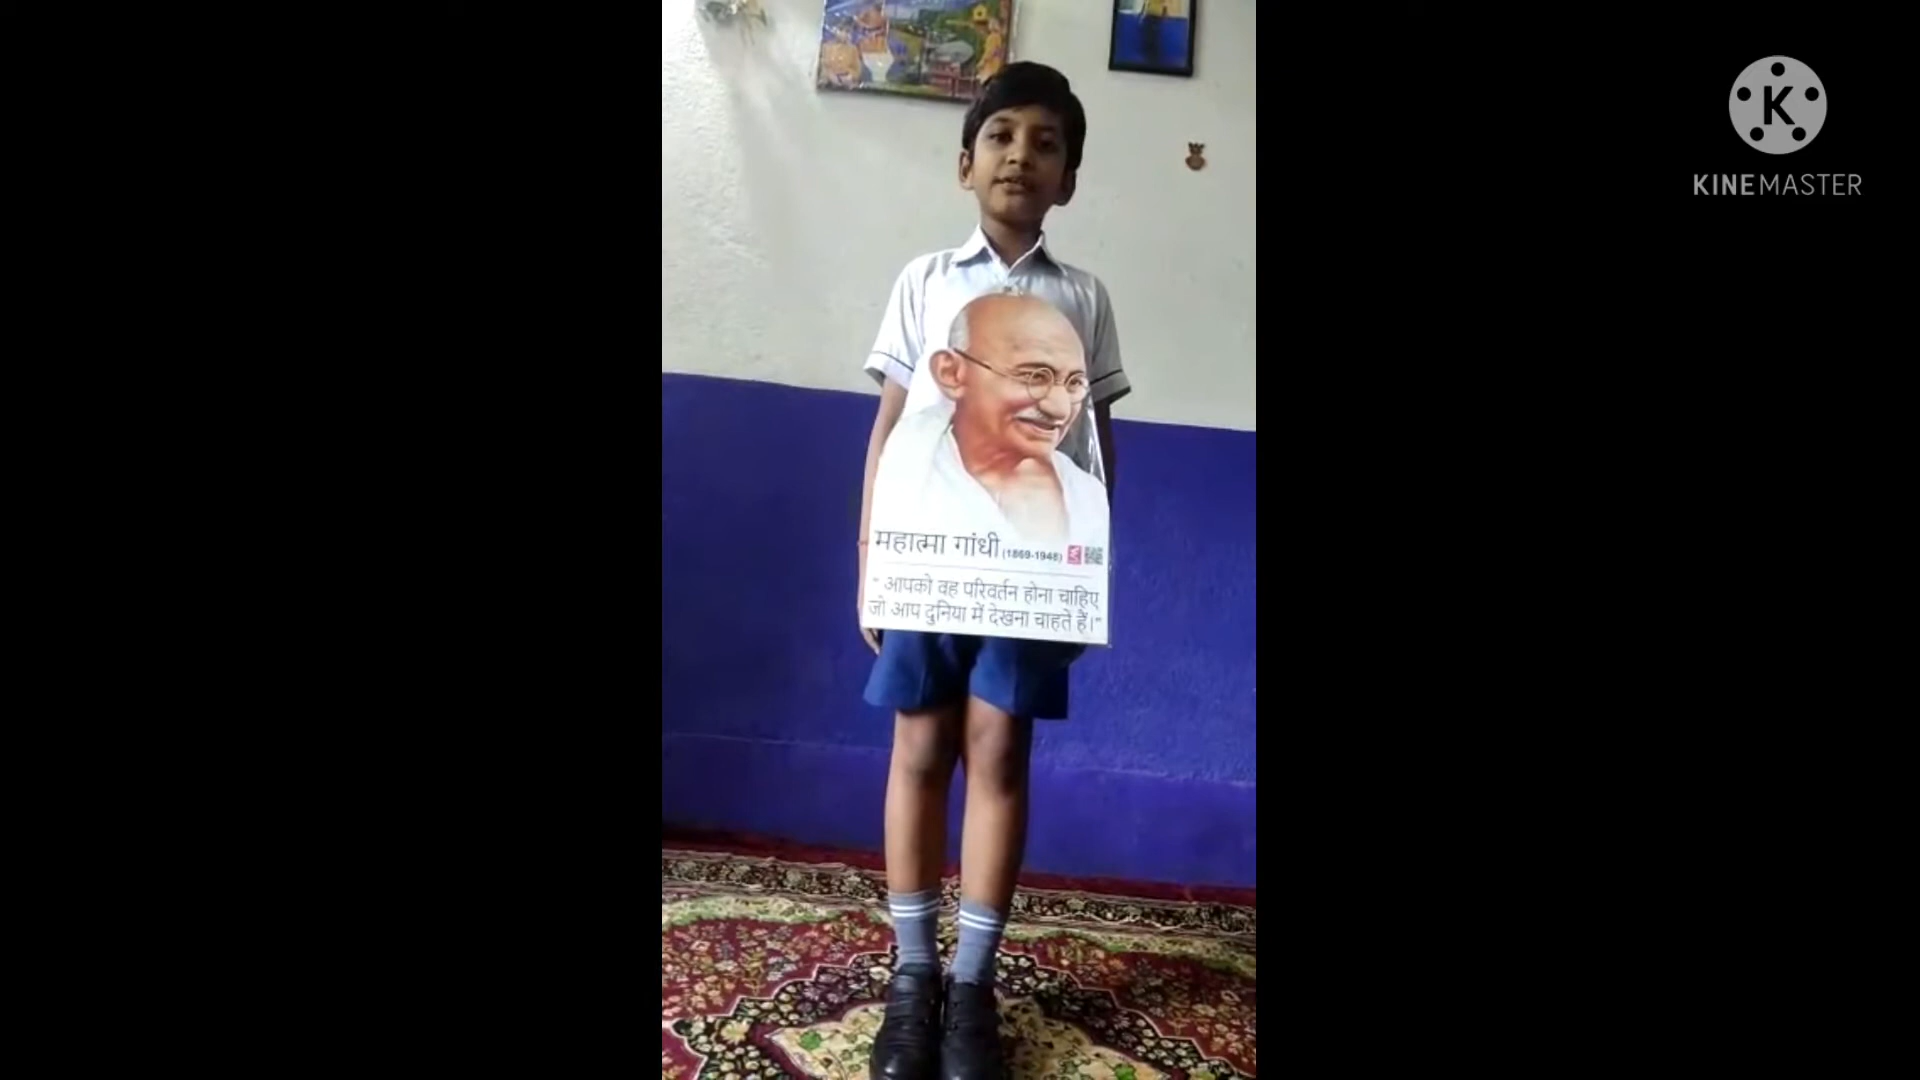 KINEMASTER
महात्मा गांधी (1869-1948)
" आपको वह परिवर्तन होना चाहिए
जो आप दुनिया में देखना चाहते हैं।"